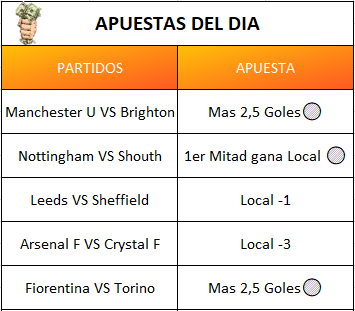 APUESTAS DEL DIA
PARTIDOS APUESTA
Manchester U VS Brighton Mas 2,5 Goles
Nottingham VS Shouth 1er Mitad gana Local
Leeds VS Sheffield Local -1
Arsenal F VS Crystal F Local -3
Fiorentina VS Torino Mas 2,5 Goles